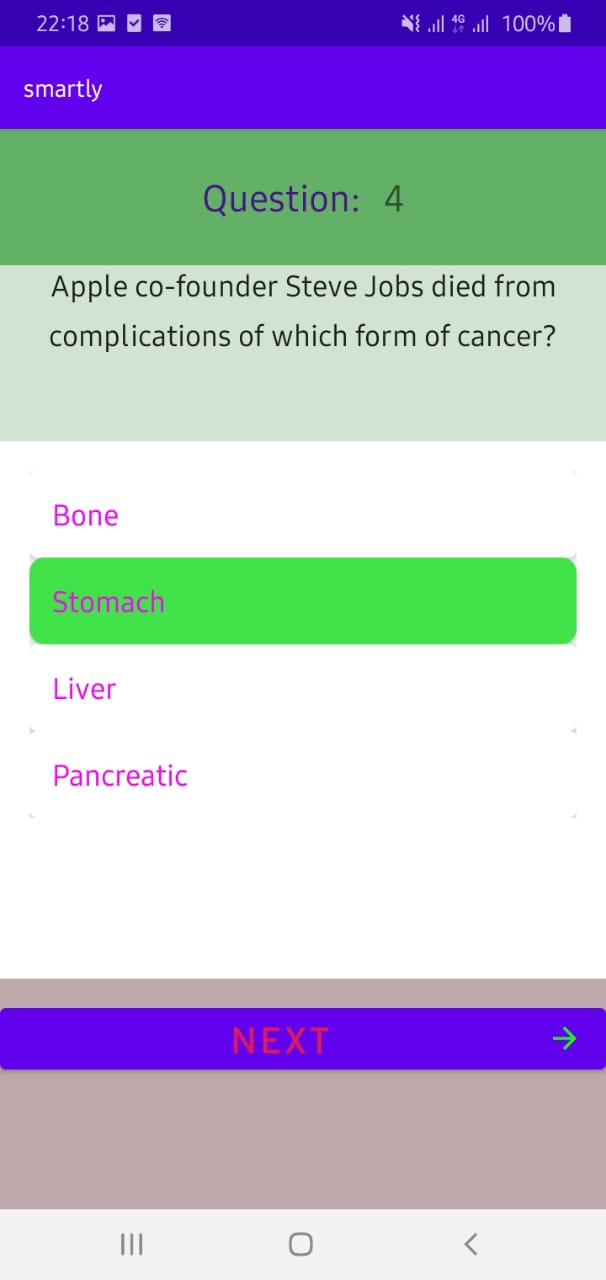 22:18 4G 100%
smartly
Question: 4
Apple co-founder Steve Jobs died from
complications of which form of cancer?
Bone
Stomach
Liver
Pancreatic
NEXT